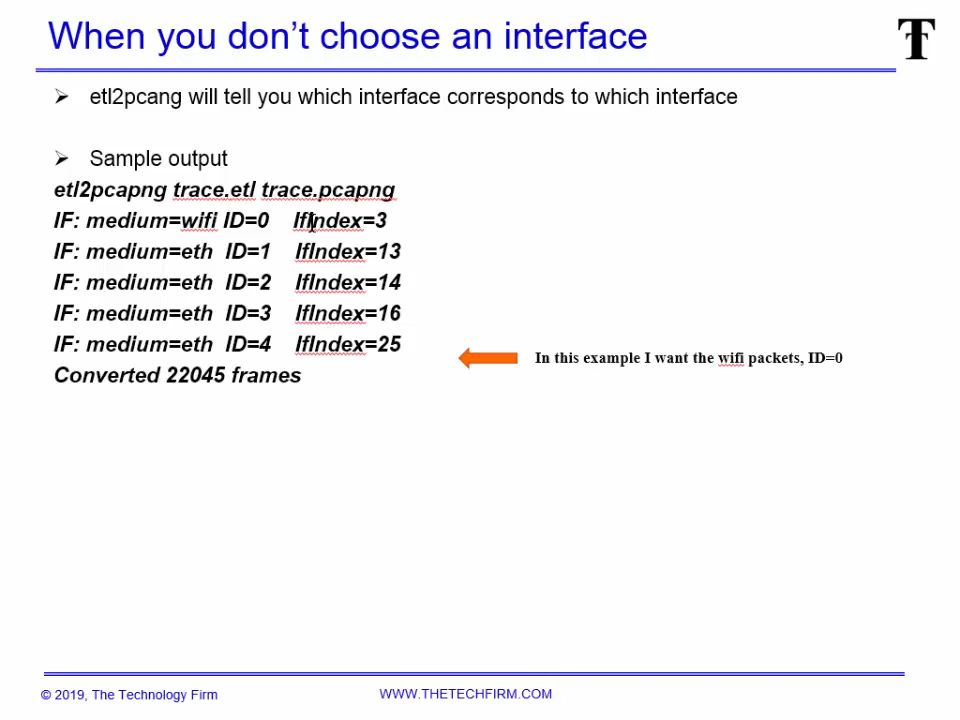 When you don't choose an interface
➢ etl2pcang will tell you which interface corresponds to which interface
➢ Sample output
etl2pcapng trace.etl trace.pcapng
IF: medium=wifi ID=0 IfIndex=3
IF: medium=eth ID=1 IfIndex=13
IF: medium=eth ID=2 IfIndex=14
IF: medium=eth ID=3 IfIndex=16
IF: medium=eth ID=4 IfIndex=25
In this example I want the wifi packets, ID=0
Converted 22045 frames
© 2019, The Technology Firm
WWW.THETECHFIRM.COM